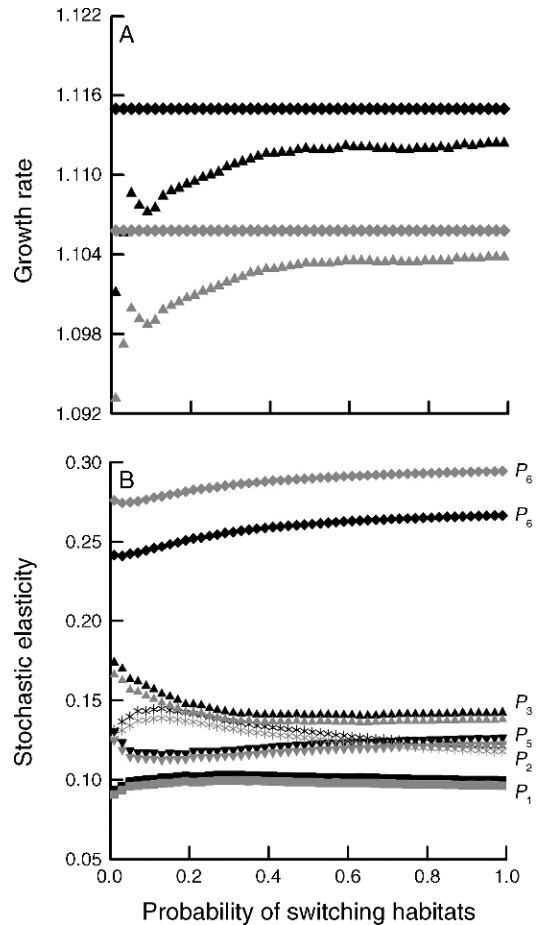 A
1.122
1.116
1.110
1.104
1.098
1.092
Growth rate
B
0.30
0.25
0.20
0.15
0.10
0.05
Stochastic elasticity
P6
P6
P3
P5
P2
P1
0.0 0.2 0.4 0.6 0.8 1.0
Probability of switching habitats